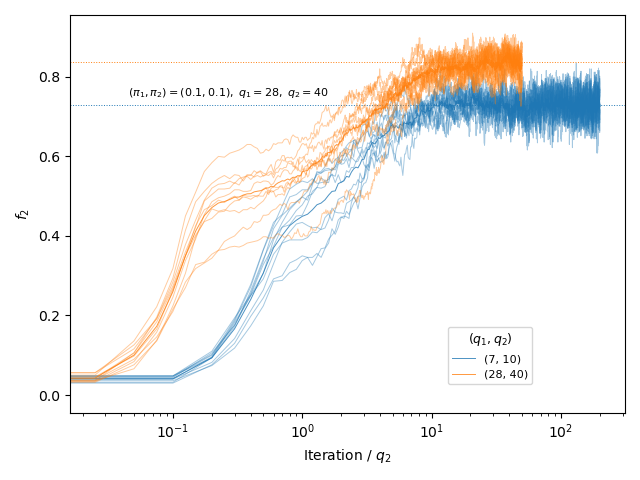 0.8
0.6
0.4
0.2
0.0
f₂
(π₁, π₂) = (0.1, 0.1), q₁ = 28, q₂ = 40
(q₁, q₂)
(7, 10)
(28, 40)
10⁻¹
10⁰
10¹
10²
Iteration / q₂